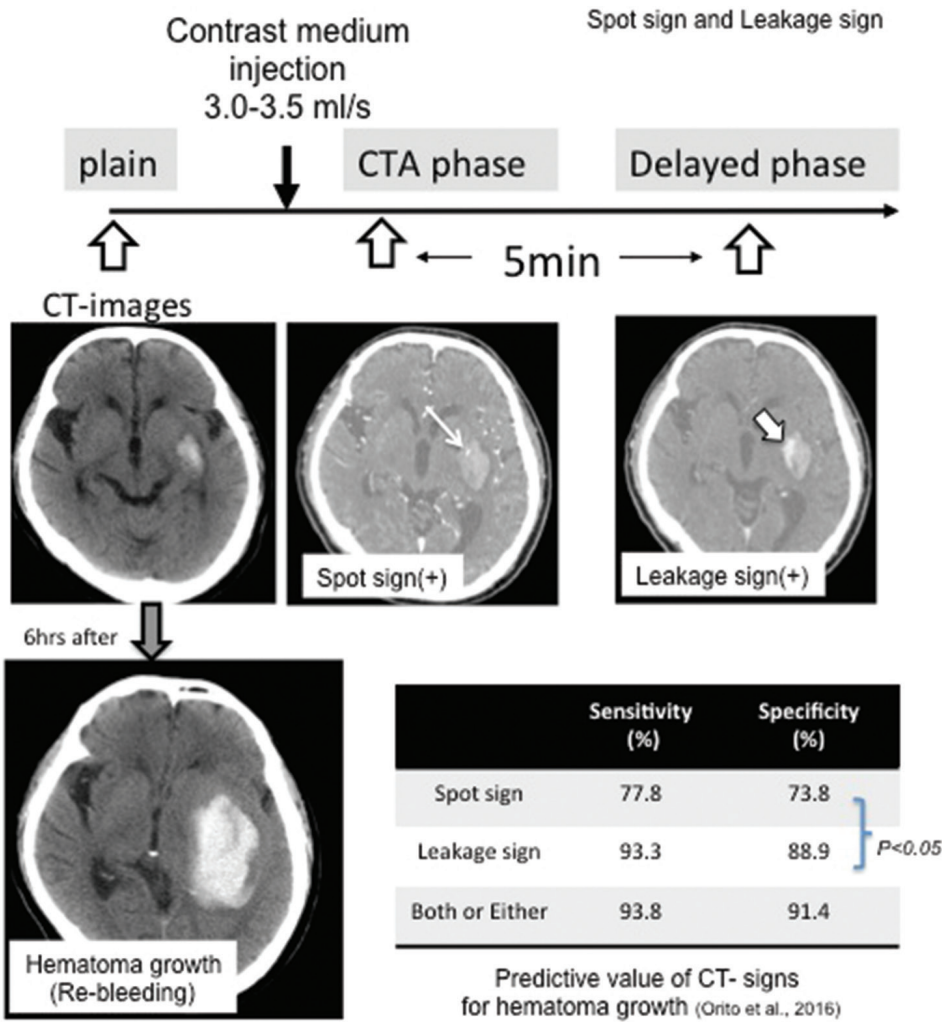 Spot sign and Leakage sign
Contrast medium
injection
3.0-3.5 ml/s
plain
CTA phase
Delayed phase
5min
CT-images
Spot sign(+)
Leakage sign(+)
6hrs after
Hematoma growth
(Re-bleeding)
Sensitivity (%) Specificity (%)
Spot sign 77.8 73.8
Leakage sign 93.3 88.9
P<0.05
Both or Either 93.8 91.4
Predictive value of CT- signs
for hematoma growth (Orito et al., 2016)